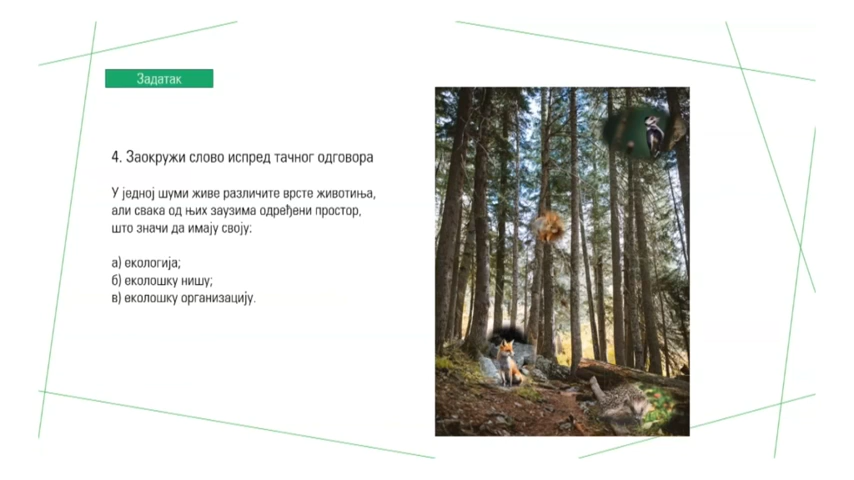 Задатак
4. Заокружи слово испред тачног одговора
У једној шуми живе различите врсте животиња,
али свака од њих заузима одређени простор,
што значи да имају своју:
а) екологија;
б) еколошку нишу;
в) еколошку организацију.